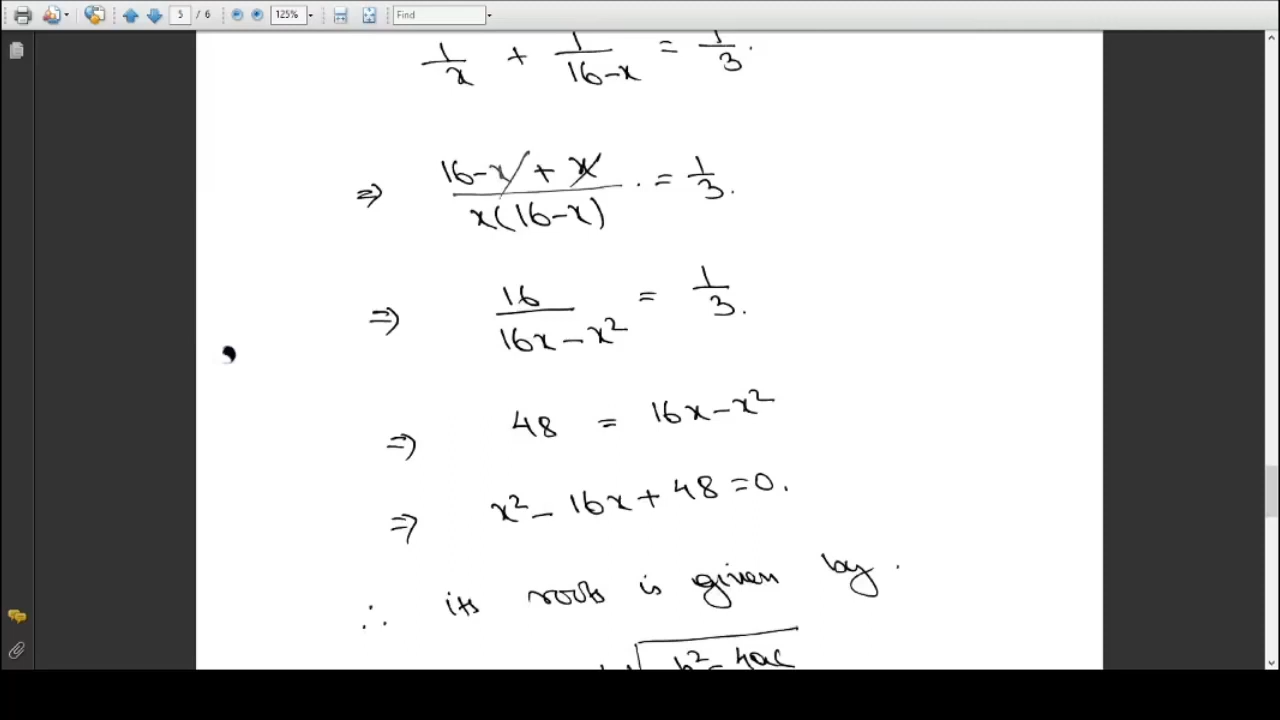 5 / 6 125% Find
1/x + 1/(16-x) = 1/3.
⇒ (16-x + x)/(x(16-x)) . = 1/3.
⇒ 16/(16x-x²) = 1/3.
⇒ 48 = 16x-x²
⇒ x²-16x+48=0.
∴ its roots is given by.
b²-4ac